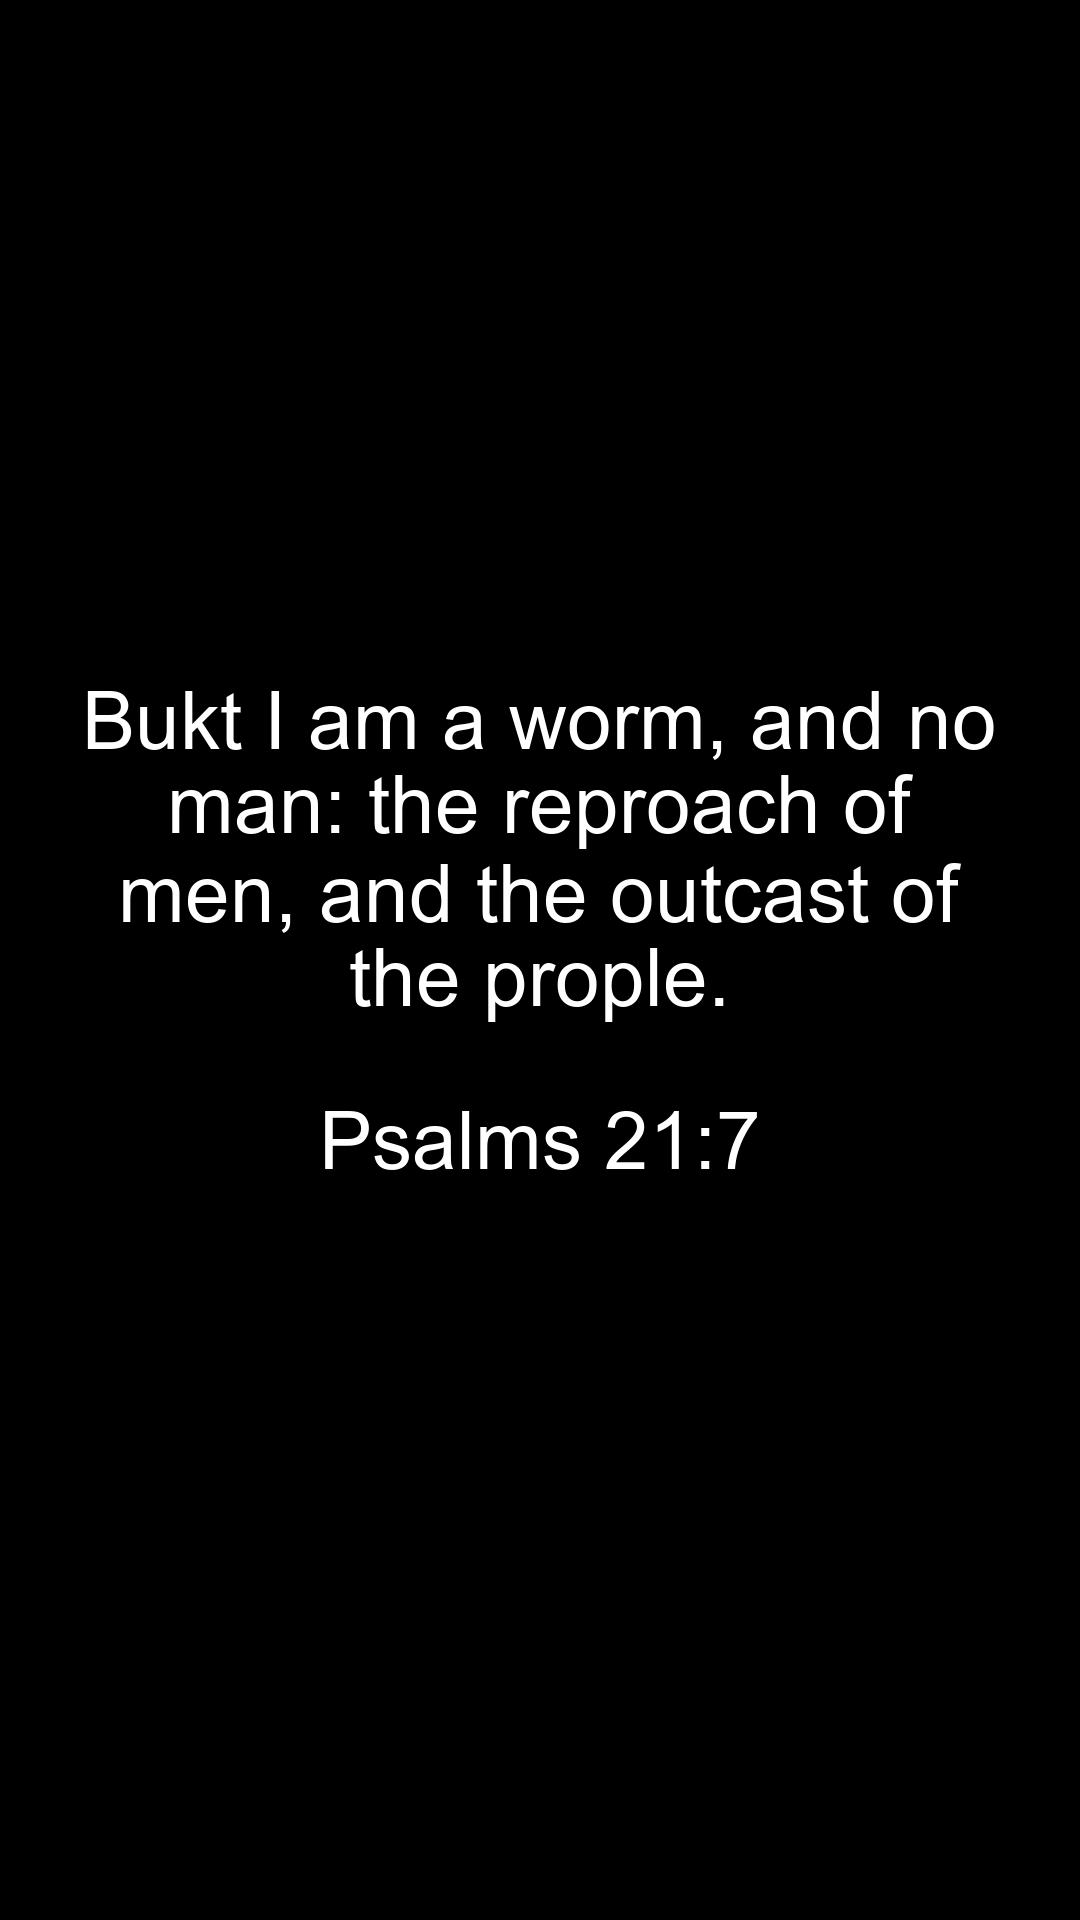 Bukt I am a worm, and no
man: the reproach of
men, and the outcast of
the prople.
Psalms 21:7